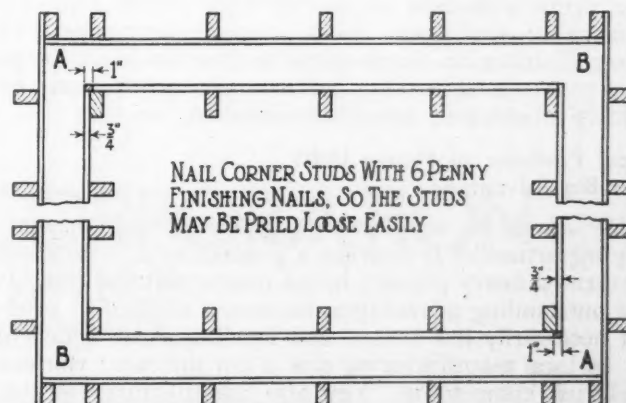 A
B
1"
3/4"
NAIL CORNER STUDS WITH 6 PENNY
FINISHING NAILS, SO THE STUDS
MAY BE PRIED LOOSE EASILY
3/4"
B
1"
A